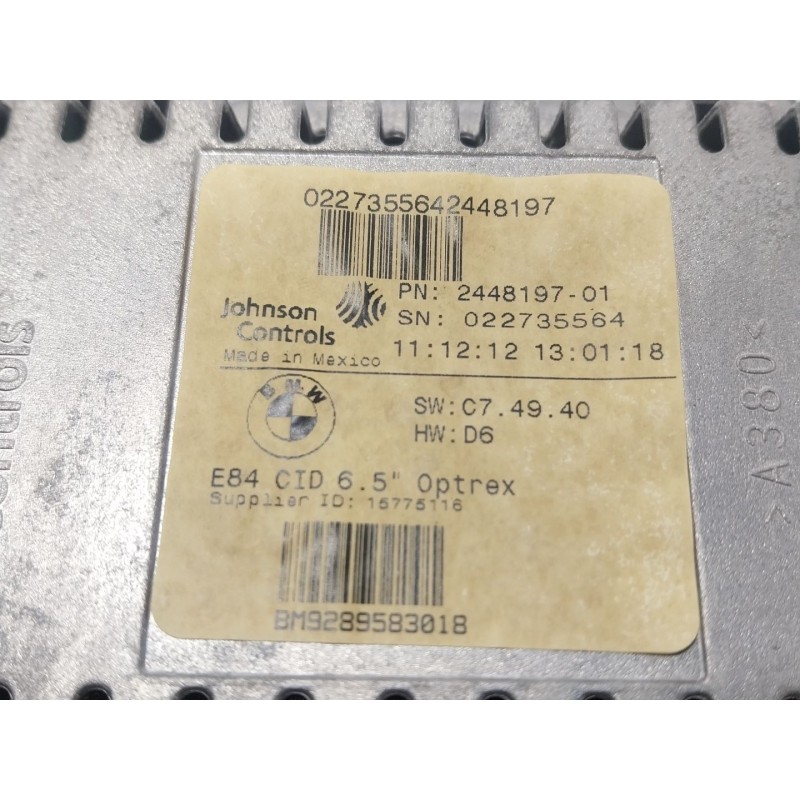 0227355642448197
Johnson
Controls
PN: 2448197-01
SN: 022735564
Made in Mexico
11:12:12 13:01:18
BMW
SW:C7.49.40
HW:D6
E84 CID 6.5" Optrex
Supplier ID: 15775116
BM9289583018
>A380<